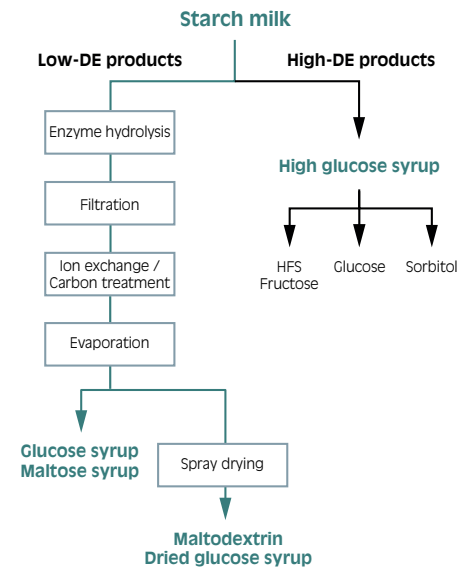 Starch milk
Low-DE products
High-DE products
Enzyme hydrolysis
High glucose syrup
Filtration
HFS
Fructose
Glucose
Sorbitol
Ion exchange /
Carbon treatment
Evaporation
Glucose syrup
Maltose syrup
Spray drying
Maltodextrin
Dried glucose syrup